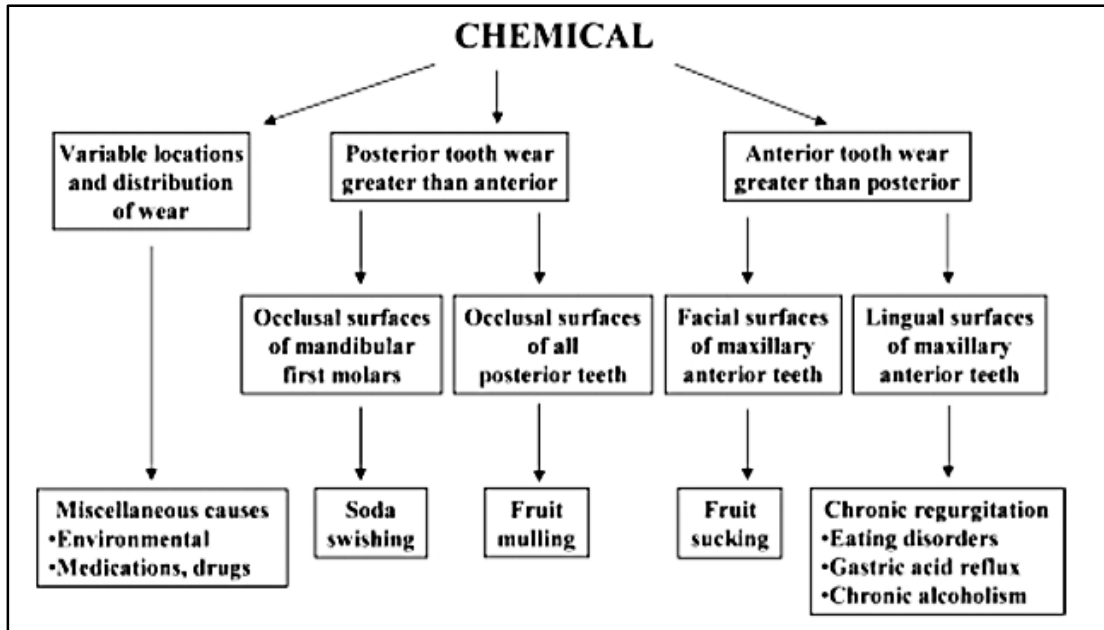 CHEMICAL
Variable locations
and distribution
of wear
Posterior tooth wear
greater than anterior
Anterior tooth wear
greater than posterior
Occlusal surfaces
of mandibular
first molars
Occlusal surfaces
of all
posterior teeth
Facial surfaces
of maxillary
anterior teeth
Lingual surfaces
of maxillary
anterior teeth
Miscellaneous causes
•Environmental
•Medications, drugs
Soda
swishing
Fruit
mulling
Fruit
sucking
Chronic regurgitation
•Eating disorders
•Gastric acid reflux
•Chronic alcoholism